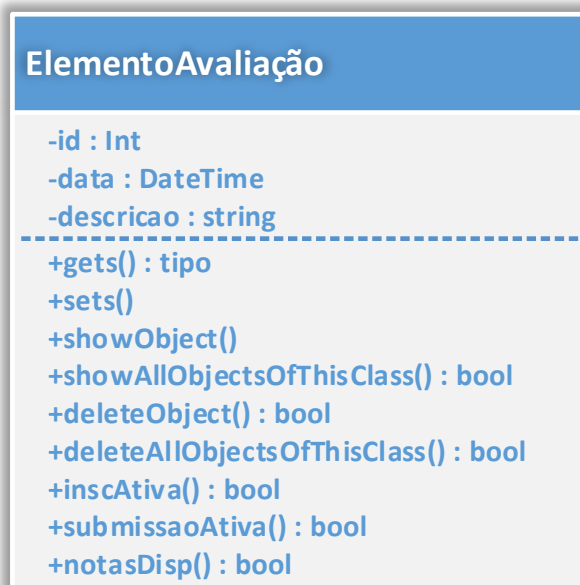 ElementoAvaliação
-id : Int
-data : DateTime
-descricao : string
+gets() : tipo
+sets()
+showObject()
+showAllObjectsOfThisClass() : bool
+deleteObject() : bool
+deleteAllObjectsOfThisClass() : bool
+inscAtiva() : bool
+submissaoAtiva() : bool
+notasDisp() : bool